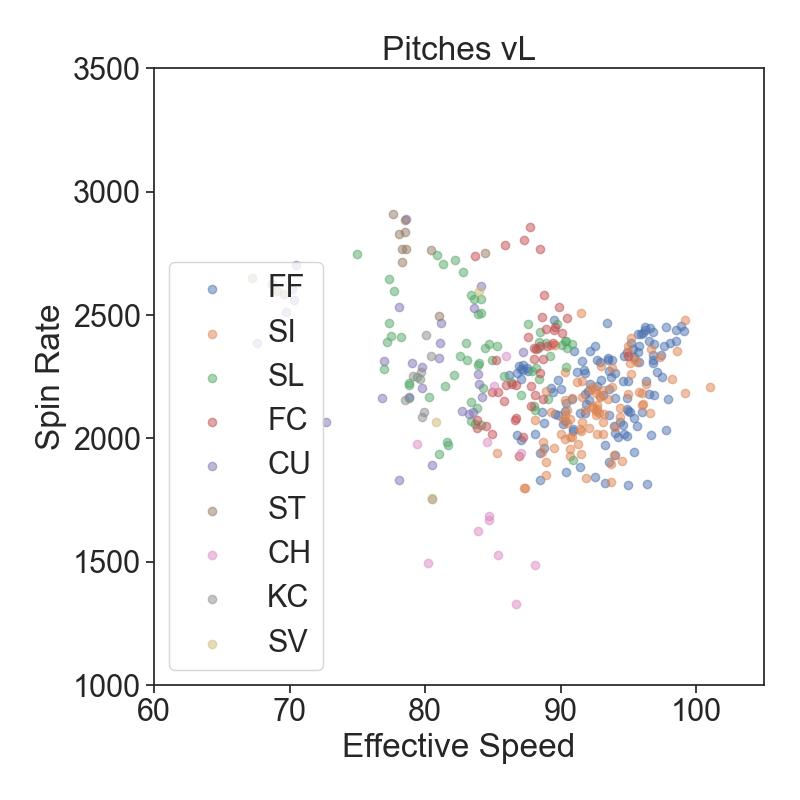 Pitches vL
3500
3000
2500
2000
1500
1000
Spin Rate
FF
SI
SL
FC
CU
ST
CH
KC
SV
60 70 80 90 100
Effective Speed